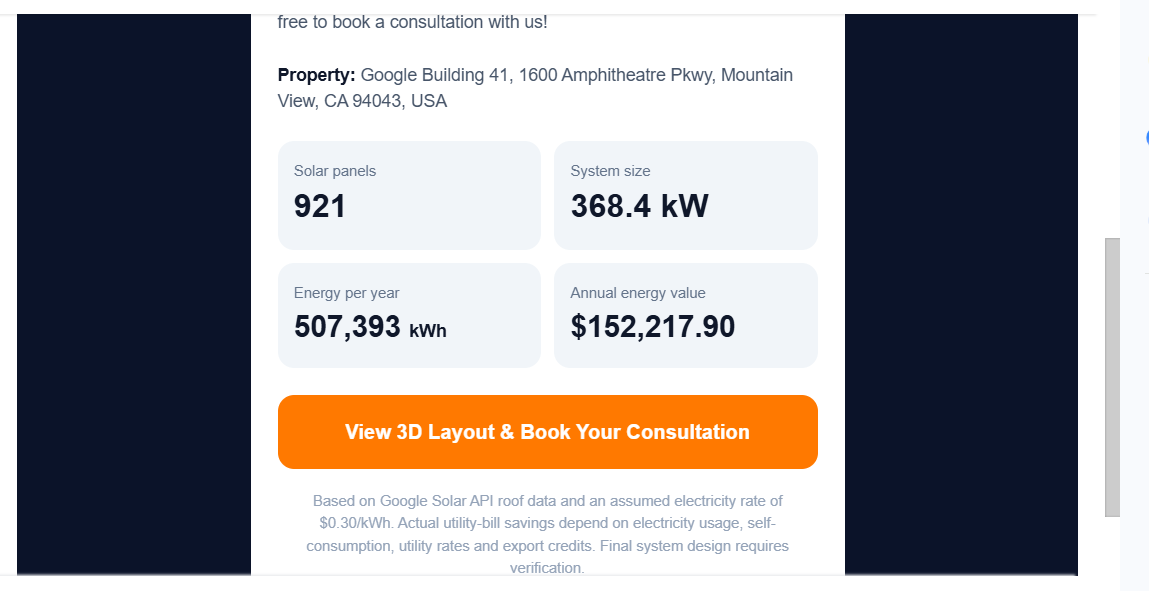 free to book a consultation with us!
Property: Google Building 41, 1600 Amphitheatre Pkwy, Mountain
View, CA 94043, USA
Solar panels
921
System size
368.4 kW
Energy per year
507,393 kWh
Annual energy value
$152,217.90
View 3D Layout & Book Your Consultation
Based on Google Solar API roof data and an assumed electricity rate of
$0.30/kWh. Actual utility-bill savings depend on electricity usage, self-
consumption, utility rates and export credits. Final system design requires
verification.